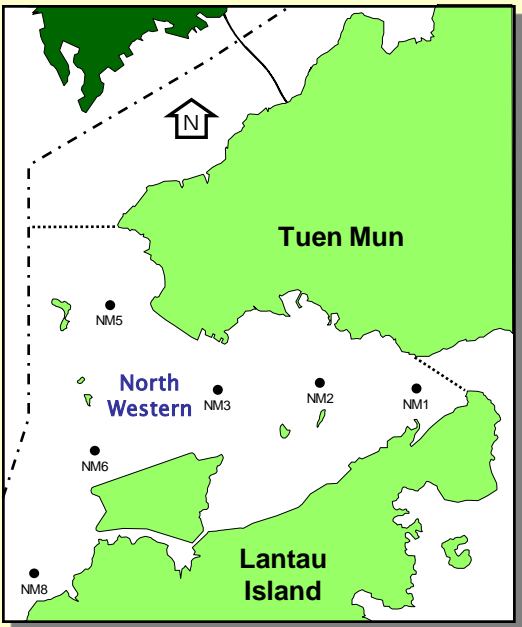 N
Tuen Mun
NM5
North
Western
NM3
NM2
NM1
NM6
Lantau
Island
NM8